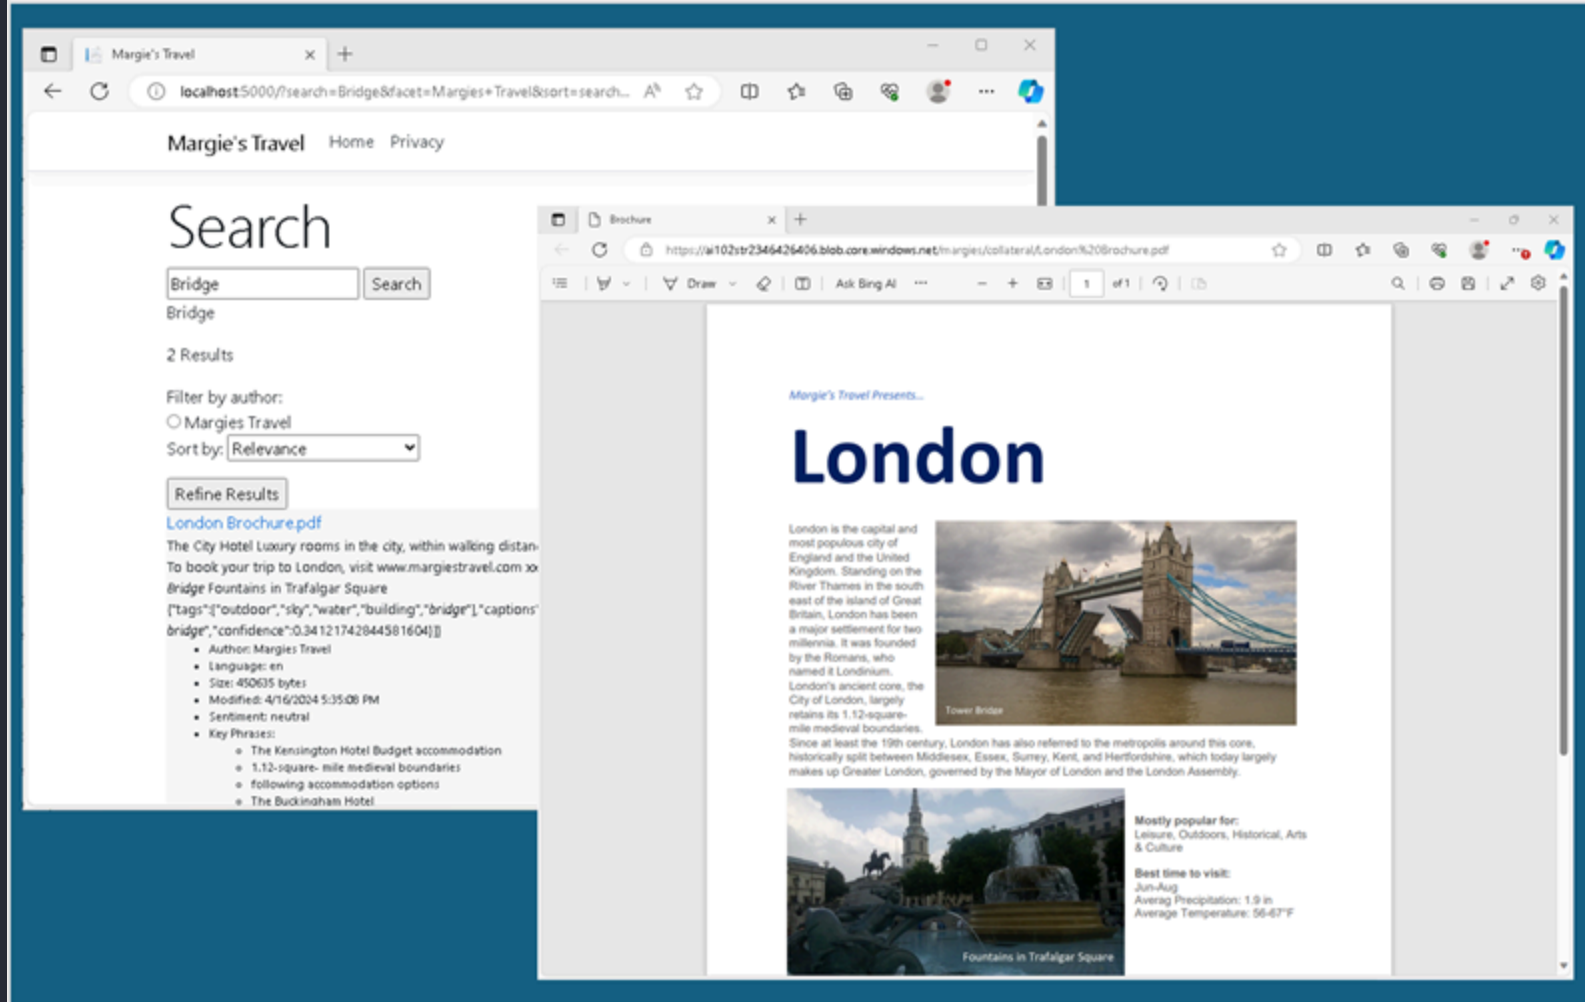 Margie's Travel
localhost:5000/?search=Bridge&facet=Margies+Travel&sort=search...
Margie's Travel Home Privacy
Search
Bridge Search
Bridge
2 Results
Filter by author:
Margies Travel
Sort by: Relevance
Refine Results
London Brochure.pdf
The City Hotel Luxury rooms in the city, within walking distan
To book your trip to London, visit www.margiestravel.com
Bridge Fountains in Trafalgar Square
{"tags":["outdoor","sky","water","building","bridge"],"captions"
bridge","confidence":0.34121742844581604}]}
Author: Margies Travel
Language: en
Size: 450635 bytes
Modified: 4/16/2024 5:35:08 PM
Sentiment: neutral
Key Phrases:
The Kensington Hotel Budget accommodation
1.12-square- mile medieval boundaries
following accommodation options
The Buckingham Hotel
Brochure
https://ai102str2346426406.blob.core.windows.net/margies/collateral/London%20Brochure.pdf
Draw Ask Bing AI 1 of 1
Margie's Travel Presents...
London
London is the capital and
most populous city of
England and the United
Kingdom. Standing on the
River Thames in the south
east of the island of Great
Britain, London has been
a major settlement for two
millennia. It was founded
by the Romans, who
named it Londinium.
London's ancient core, the
City of London, largely
retains its 1.12-square-
mile medieval boundaries.
Since at least the 19th century, London has also referred to the metropolis around this core,
historically split between Middlesex, Essex, Surrey, Kent, and Hertfordshire, which today largely
makes up Greater London, governed by the Mayor of London and the London Assembly.
Tower Bridge
Mostly popular for:
Leisure, Outdoors, Historical, Arts
& Culture
Best time to visit:
Jun-Aug
Averag Precipitation: 1.9 in
Average Temperature: 56-67°F
Fountains in Trafalgar Square